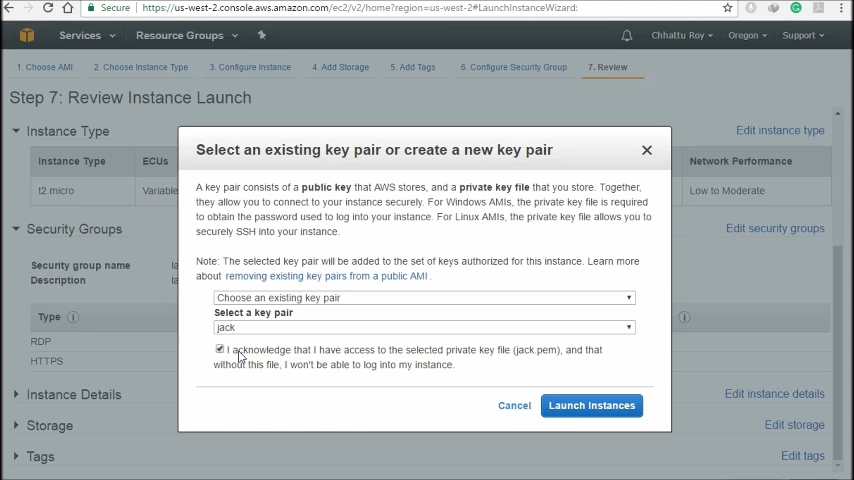 Secure https://us-west-2.console.aws.amazon.com/ec2/v2/home?region=us-west-2#LaunchInstanceWizard:
Services Resource Groups Chhattu Roy Oregon Support
1. Choose AMI 2. Choose Instance Type 3. Configure Instance 4. Add Storage 5. Add Tags 6. Configure Security Group 7. Review
Step 7: Review Instance Launch
Instance Type Edit instance type
Instance Type ECUs Network Performance
t2.micro Variable Low to Moderate
Security Groups Edit security groups
Security group name
Description
Type
RDP
HTTPS
Instance Details Edit instance details
Storage Edit storage
Tags Edit tags
Select an existing key pair or create a new key pair
A key pair consists of a public key that AWS stores, and a private key file that you store. Together,
they allow you to connect to your instance securely. For Windows AMIs, the private key file is required
to obtain the password used to log into your instance. For Linux AMIs, the private key file allows you to
securely SSH into your instance.
Note: The selected key pair will be added to the set of keys authorized for this instance. Learn more
about removing existing key pairs from a public AMI.
Choose an existing key pair
Select a key pair
jack
I acknowledge that I have access to the selected private key file (jack.pem), and that
without this file, I won't be able to log into my instance.
Cancel Launch Instances